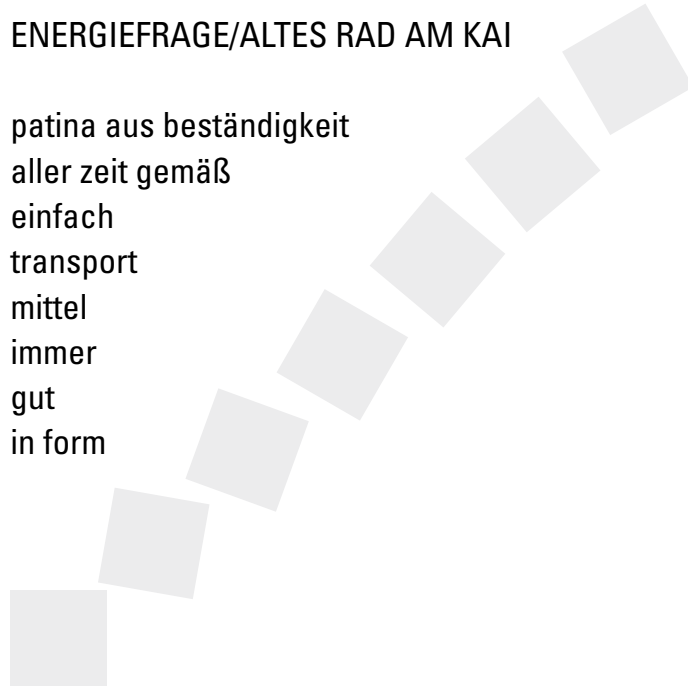 ENERGIEFRAGE/ALTES RAD AM KAI
patina aus beständigkeit
aller zeit gemäß
einfach
transport
mittel
immer
gut
in form